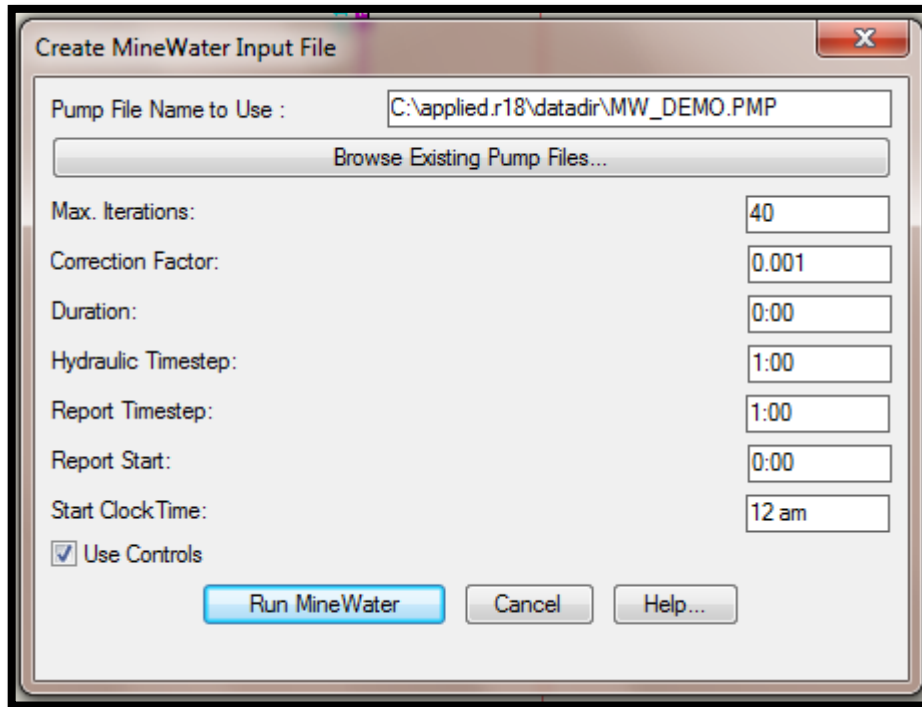 Create MineWater Input File
Pump File Name to Use : C:\applied.r18\datadir\MW_DEMO.PMP
Browse Existing Pump Files...
Max. Iterations: 40
Correction Factor: 0.001
Duration: 0:00
Hydraulic Timestep: 1:00
Report Timestep: 1:00
Report Start: 0:00
Start Clock Time: 12 am
Use Controls
Run MineWater Cancel Help...